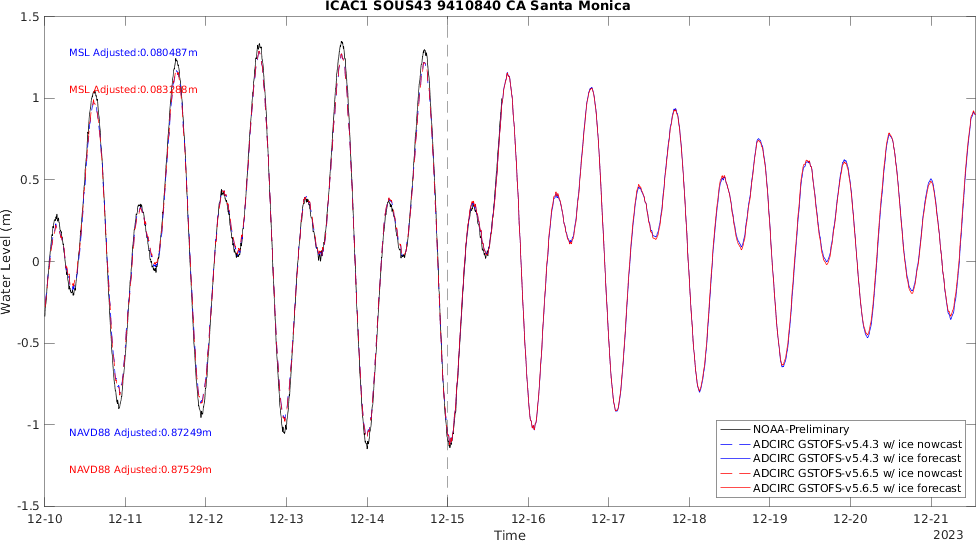 ICAC1 SOUS43 9410840 CA Santa Monica
1.5
MSL Adjusted:0.080487m
1
MSL Adjusted:0.083288m
0.5
Water Level (m)
0
-0.5
-1
NAVD88 Adjusted:0.87249m
NAVD88 Adjusted:0.87529m
-1.5
NOAA-Preliminary
ADCIRC GSTOFS-v5.4.3 w/ ice nowcast
ADCIRC GSTOFS-v5.4.3 w/ ice forecast
ADCIRC GSTOFS-v5.6.5 w/ ice nowcast
ADCIRC GSTOFS-v5.6.5 w/ ice forecast
12-10 12-11 12-12 12-13 12-14 12-15 12-16 12-17 12-18 12-19 12-20 12-21
Time
2023